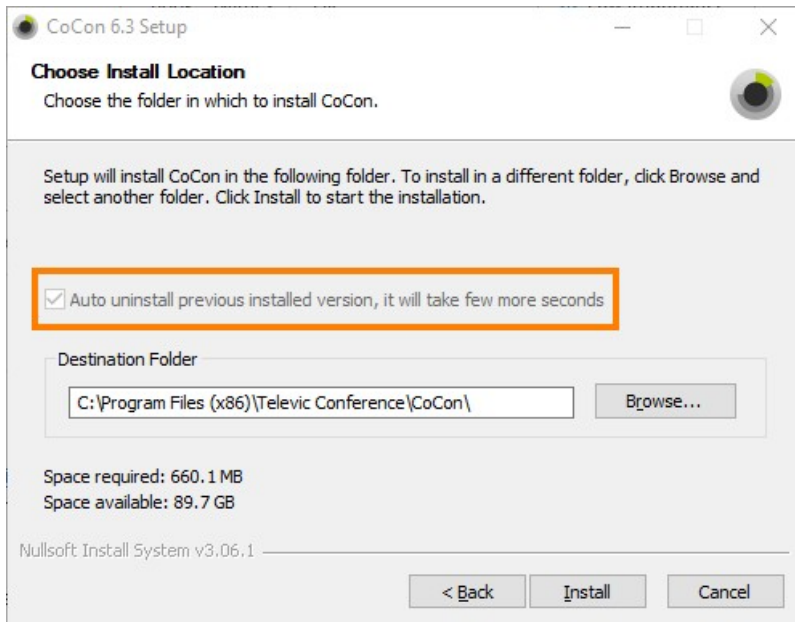 CoCon 6.3 Setup
Choose Install Location
Choose the folder in which to install CoCon.
Setup will install CoCon in the following folder. To install in a different folder, click Browse and
select another folder. Click Install to start the installation.
Auto uninstall previous installed version, it will take few more seconds
Destination Folder
C:\Program Files (x86)\Televic Conference\CoCon\
Browse...
Space required: 660.1 MB
Space available: 89.7 GB
Nullsoft Install System v3.06.1
< Back
Install
Cancel